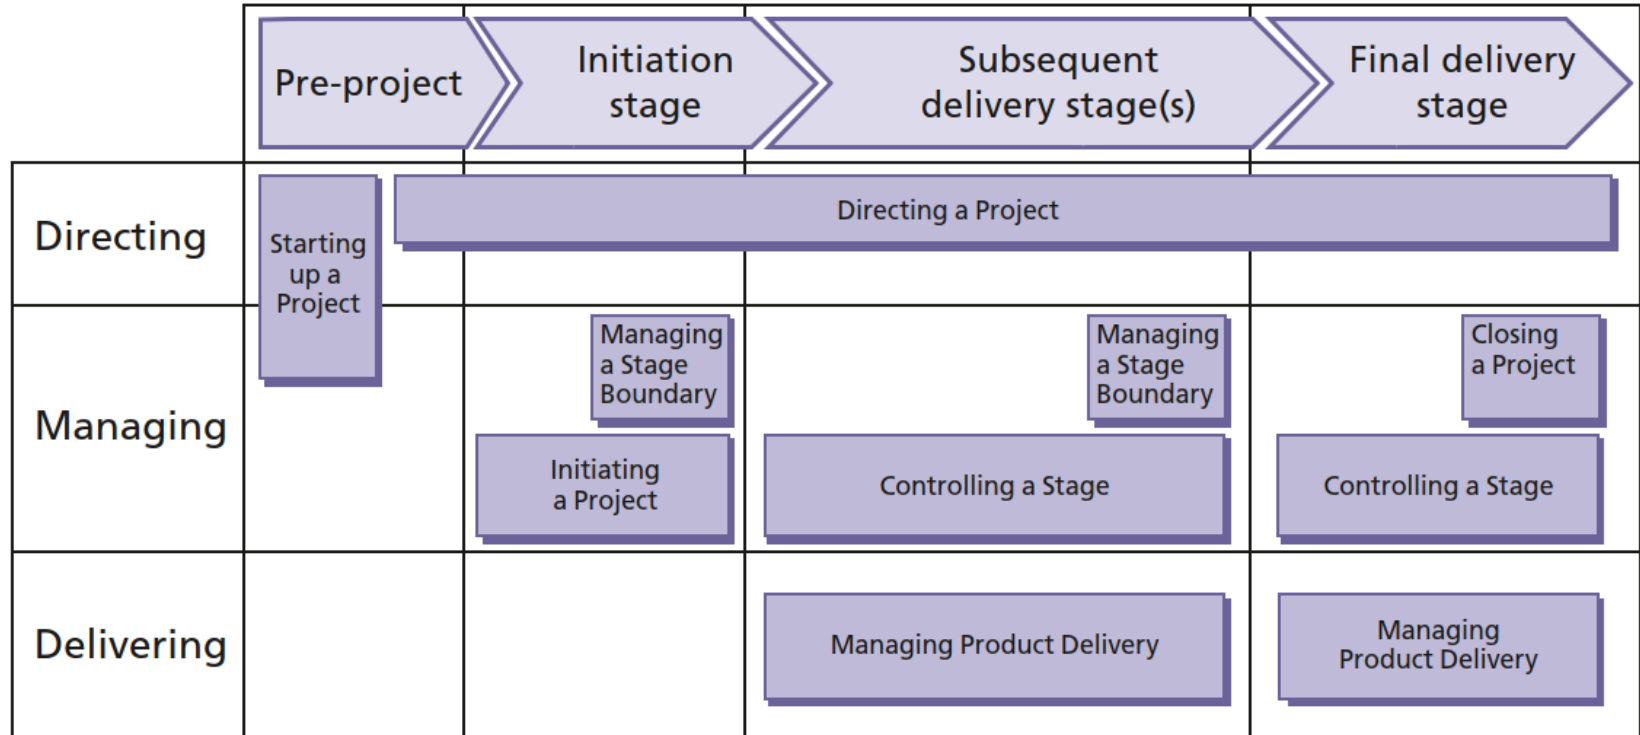 Pre-project
Initiation
stage
Subsequent
delivery stage(s)
Final delivery
stage
Directing
Starting
up a
Project
Directing a Project
Managing
Managing
a Stage
Boundary
Managing
a Stage
Boundary
Closing
a Project
Initiating
a Project
Controlling a Stage
Controlling a Stage
Delivering
Managing Product Delivery
Managing
Product Delivery